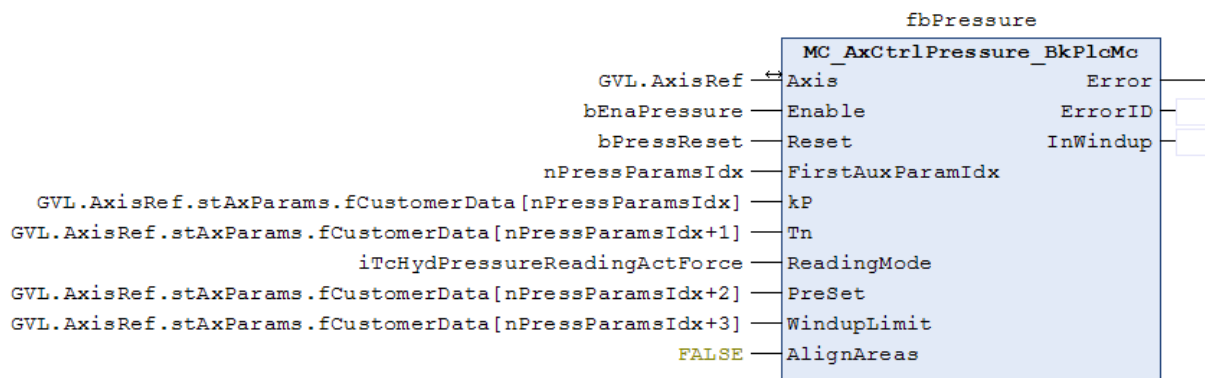 fbPressure
MC_AxCtrlPressure_BkPlcMc
GVL.AxisRef Axis Error
bEnaPressure Enable ErrorID
bPressReset Reset InWindup
nPressParamsIdx FirstAuxParamIdx
GVL.AxisRef.stAxParams.fCustomerData[nPressParamsIdx] kP
GVL.AxisRef.stAxParams.fCustomerData[nPressParamsIdx+1] Tn
iTcHydPressureReadingActForce ReadingMode
GVL.AxisRef.stAxParams.fCustomerData[nPressParamsIdx+2] PreSet
GVL.AxisRef.stAxParams.fCustomerData[nPressParamsIdx+3] WindupLimit
FALSE AlignAreas